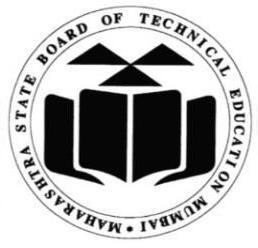 MAHARASHTRA STATE BOARD OF TECHNICAL EDUCATION MUMBAI •